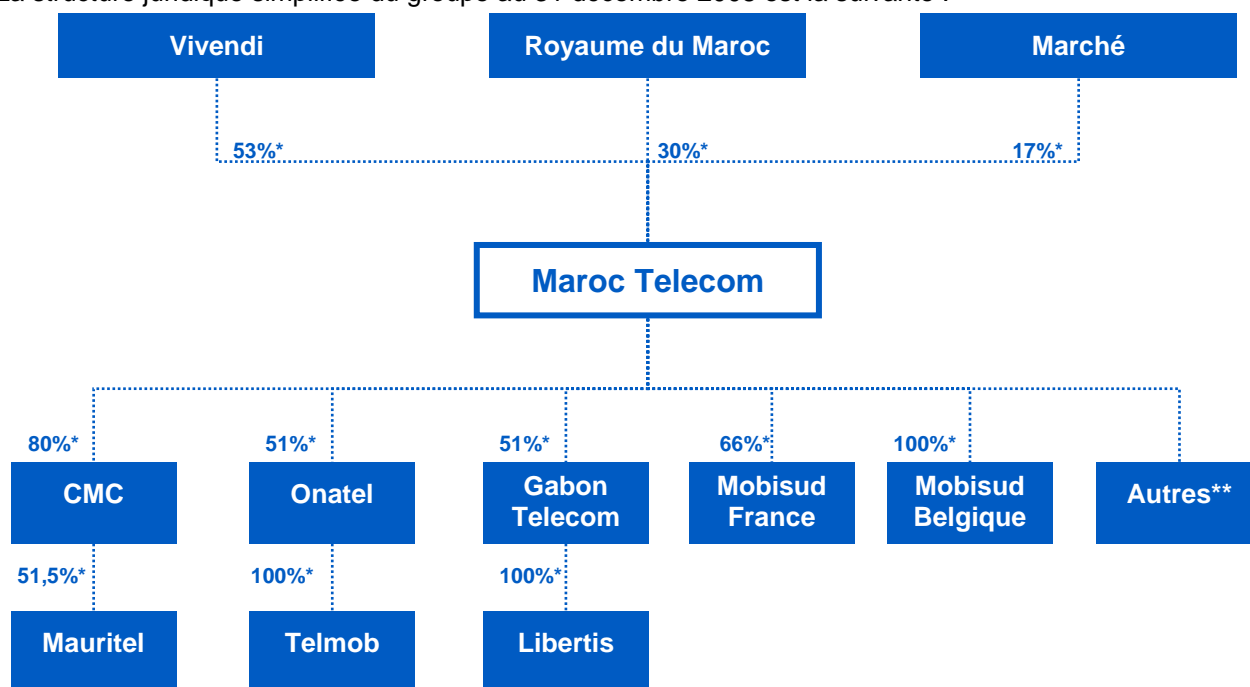 Vivendi
Royaume du Maroc
Marché
53%*
30%*
17%*
Maroc Telecom
80%*
51%*
51%*
66%*
100%*
CMC
Onatel
Gabon
Telecom
Mobisud
France
Mobisud
Belgique
Autres**
51,5%*
100%*
100%*
Mauritel
Telmob
Libertis